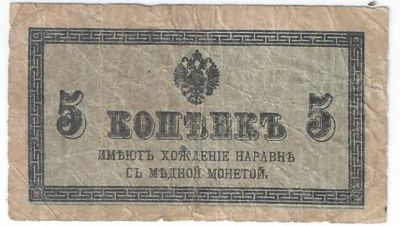 5 КОПѢЕКЪ 5
ИМѢЮТЪ ХОЖДЕНІЕ НАРАВНѢ
СЪ МѢДНОЙ МОНЕТОЙ.